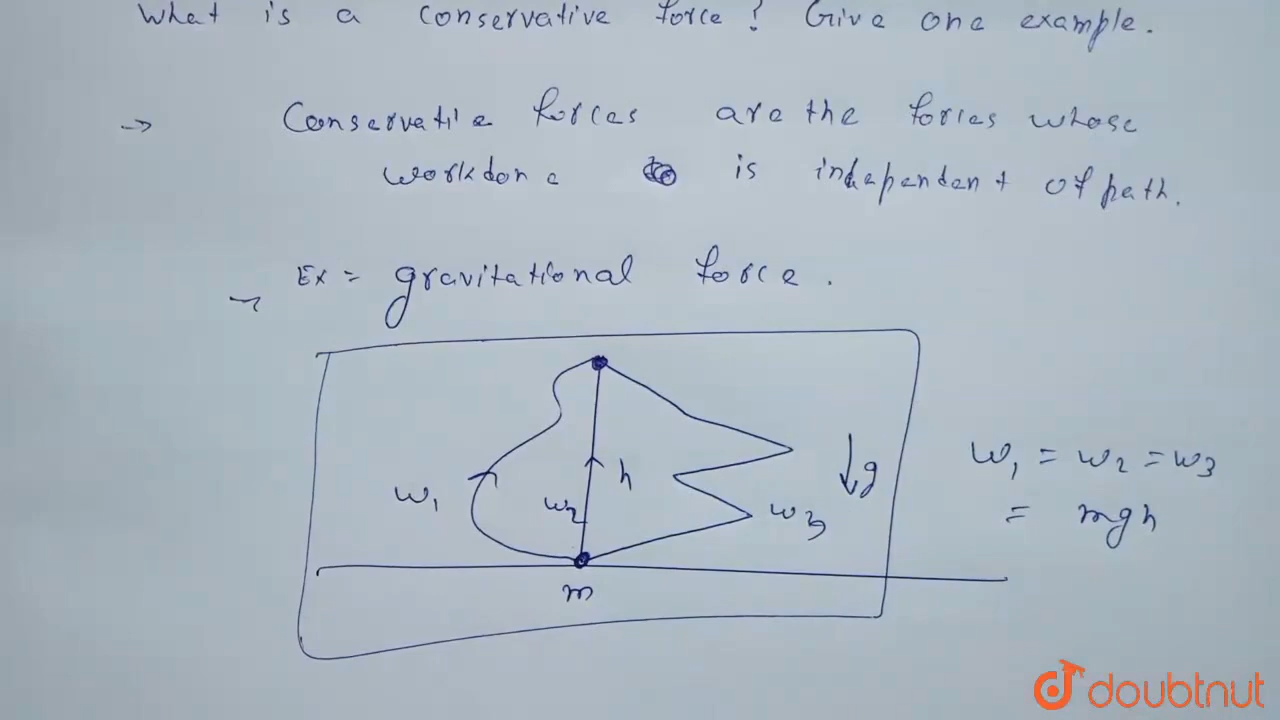 What is a conservative force? Give one example.
→ Conservative forces are the forces whose
workdone is independent of path.
Ex = gravitational force.
W1
W2
h
W3
↓g
m
W1 = W2 = W3
= mgh
doubtnut